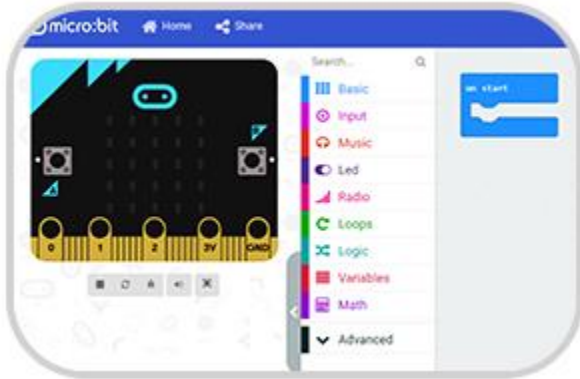 micro:bit Home Share
Search...
Basic
on start
Input
Music
Led
Radio
Loops
Logic
Variables
Math
Advanced
B
A
0 1 2 3V GND